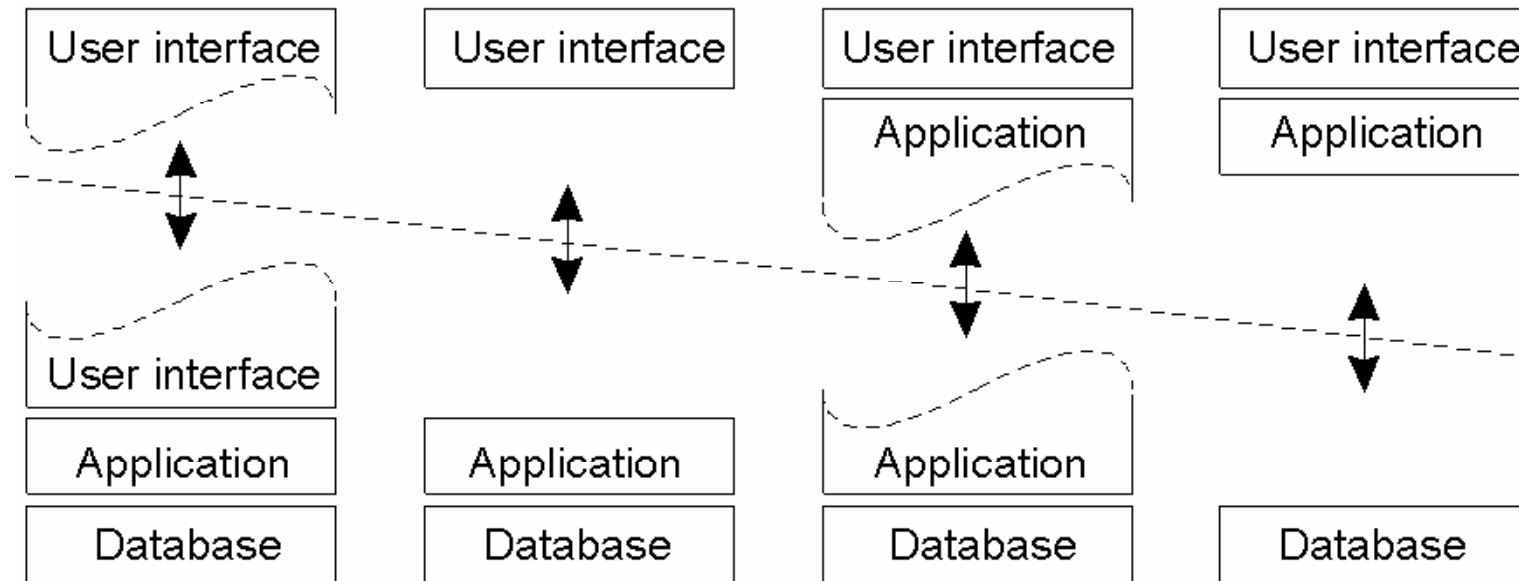 User interface
User interface
User interface
User interface
Application
Application
User interface
Application
Application
Application
Database
Database
Database
Database